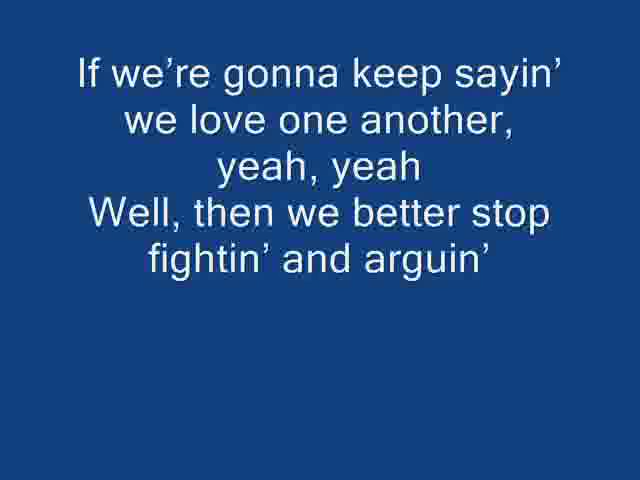 If we’re gonna keep sayin’
we love one another,
yeah, yeah
Well, then we better stop
fightin’ and arguin’